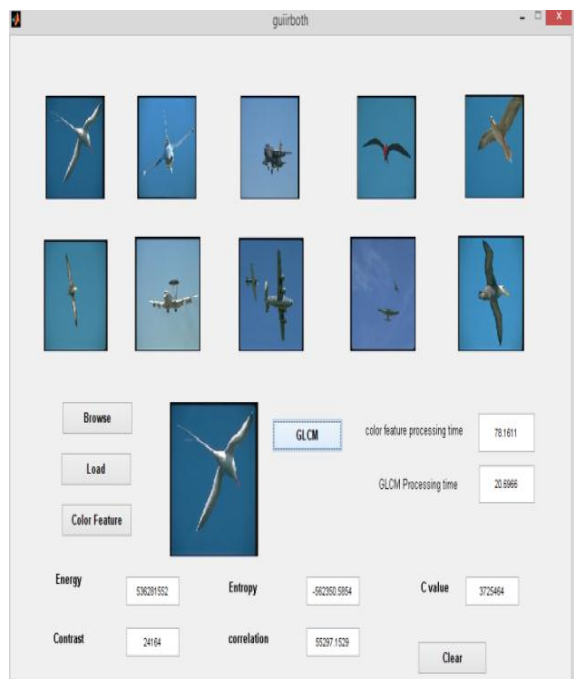 guiirboth
Browse
GLCM
color feature processing time
78.1611
Load
GLCM Processing time
20.6966
Color Feature
Energy
536281552
Entropy
-562350.5854
C value
3725464
Contrast
24164
correlation
55297.1529
Clear